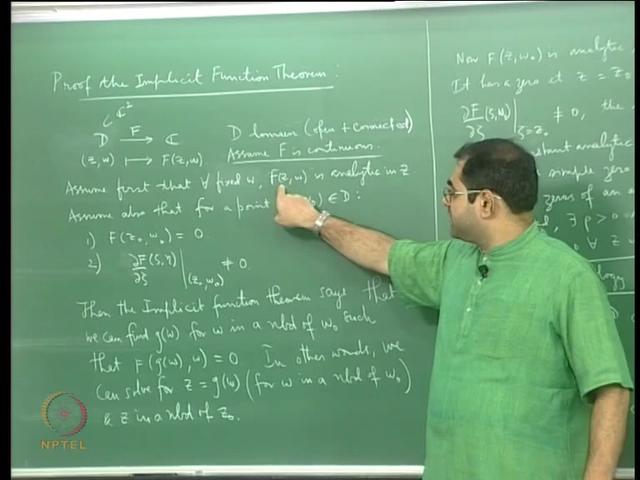 Proof the Implicit Function Theorem :
⊂ ℂ²
D F→ ℂ
(z,w) ↦ F(z,w)
D domain (open + connected)
Assume F is continuous.
Assume first that ∀ fixed w, F(z,w) is analytic in z
Assume also that for a point ∈ D :
1) F(z₀, w₀) = 0
2) ∂F/∂ζ (ζ,η) |(z₀,w₀) ≠ 0.
Then the Implicit function theorem says that
we can find g(w) for w in a nbd of w₀ such
that F(g(w), w) = 0 In other words, we
can solve for z = g(w) (for w in a nbd of w₀)
& z in a nbd of z₀.
Now F(z,w₀) is analytic
It has a zero at z = z₀
∂F/∂ζ (ζ,w₀) |ζ=z₀ ≠ 0, the
constant analytic
zeros of an
∃ ρ > 0
0 ∀ z
NPTEL